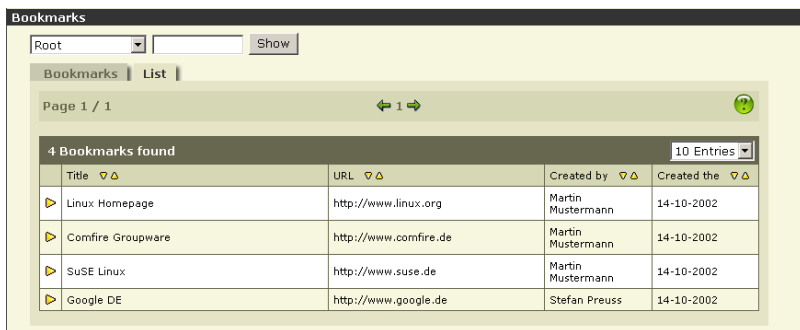 Bookmarks
Root Show
Bookmarks List
Page 1 / 1 1 ?
4 Bookmarks found 10 Entries
Title URL Created by Created the
Linux Homepage http://www.linux.org Martin Mustermann 14-10-2002
Comfire Groupware http://www.comfire.de Martin Mustermann 14-10-2002
SuSE Linux http://www.suse.de Martin Mustermann 14-10-2002
Google DE http://www.google.de Stefan Preuss 14-10-2002